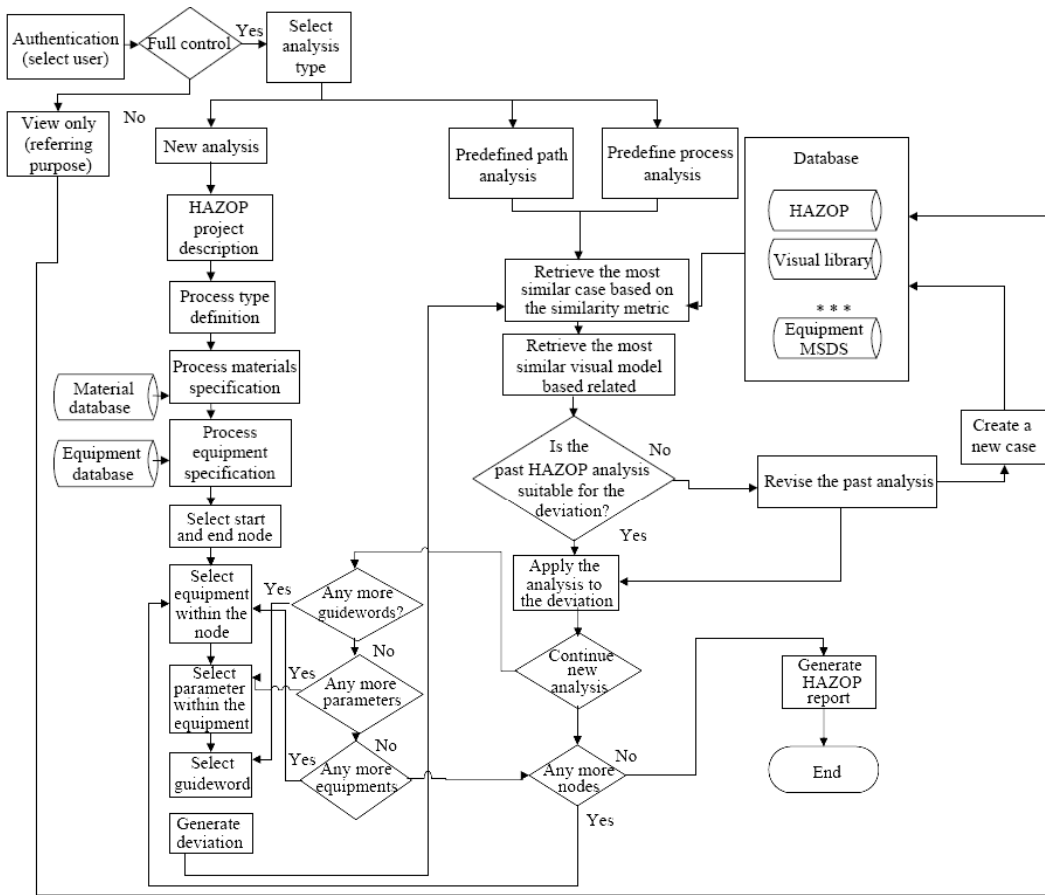 Authentication
(select user)
Full control
Yes
Select
analysis
type
No
View only
(referring
purpose)
New analysis
Predefined path
analysis
Predefine process
analysis
Database
HAZOP
Visual library
* * *
Equipment
MSDS
HAZOP
project
description
Process type
definition
Process materials
specification
Material
database
Process
equipment
specification
Equipment
database
Select start
and end node
Select
equipment
within the
node
Select
parameter
within the
equipment
Select
guideword
Generate
deviation
Yes
Any more
guidewords?
No
Yes
Any more
parameters
No
Yes
Any more
equipments
Retrieve the most
similar case based on
the similarity metric
Retrieve the most
similar visual model
based related
Is the
past HAZOP analysis
suitable for the
deviation?
No
Yes
Revise the past analysis
Create a
new case
Apply the
analysis to
the deviation
Continue
new
analysis
Any more
nodes
No
Yes
Generate
HAZOP
report
End